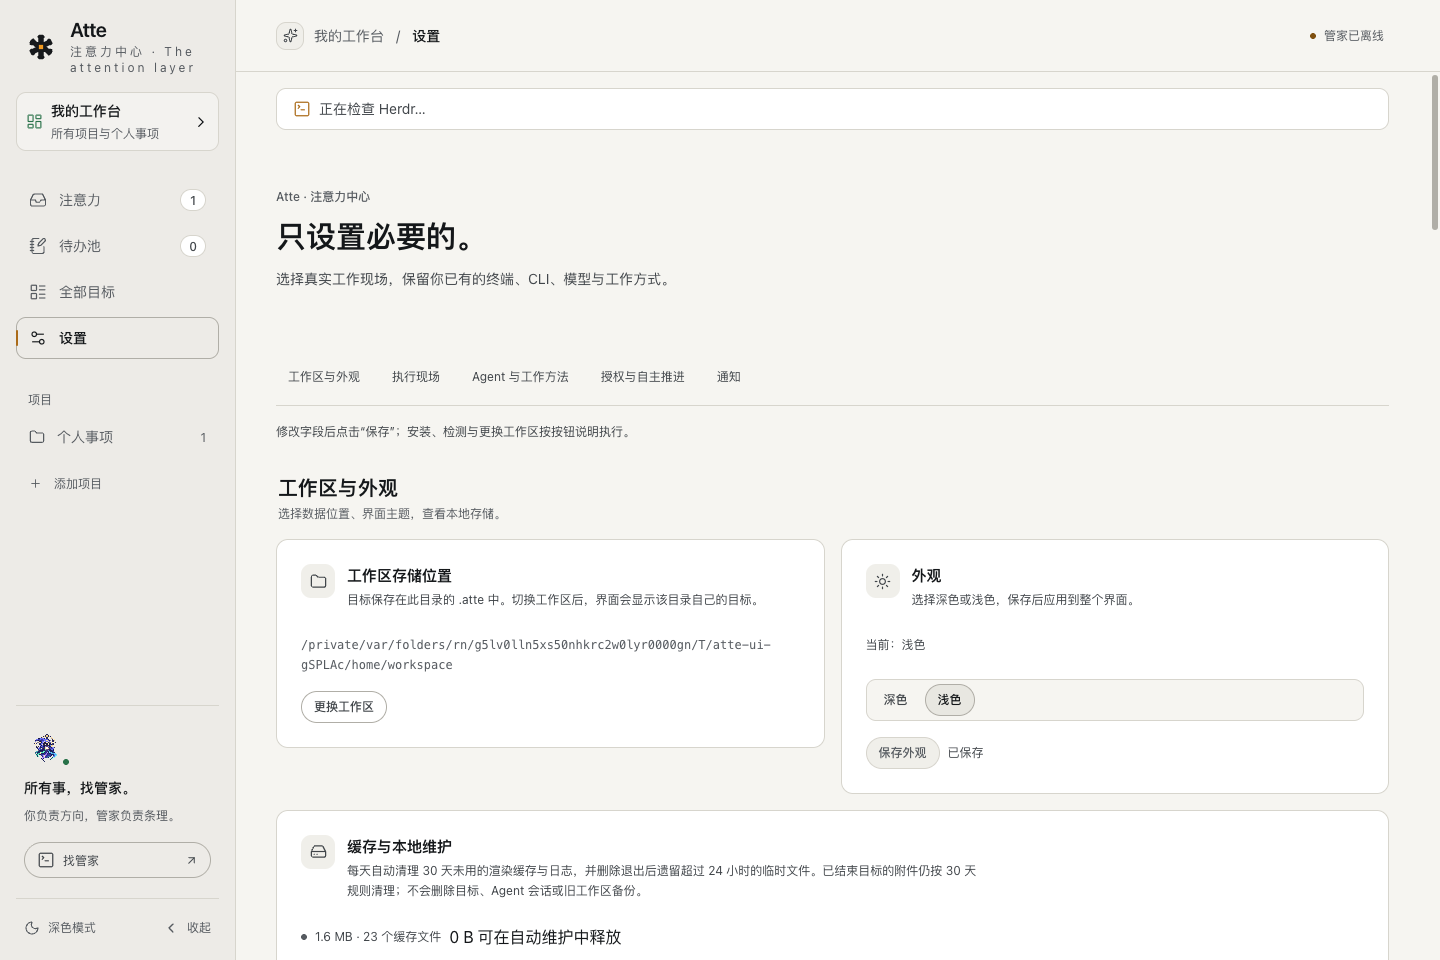 Atte
注意力中心 · The
attention layer
我的工作台
所有项目与个人事项
注意力 1
待办池 0
全部目标
设置
项目
个人事项 1
添加项目
所有事，找管家。
你负责方向，管家负责条理。
找管家
深色模式
收起
我的工作台 / 设置
管家已离线
正在检查 Herdr...
Atte · 注意力中心
只设置必要的。
选择真实工作现场，保留你已有的终端、CLI、模型与工作方式。
工作区与外观 执行现场 Agent 与工作方法 授权与自主推进 通知
修改字段后点击“保存”；安装、检测与更换工作区按按钮说明执行。
工作区与外观
选择数据位置、界面主题，查看本地存储。
工作区存储位置
目标保存在此目录的 .atte 中。切换工作区后，界面会显示该目录自己的目标。
/private/var/folders/rn/g5lv0lln5xs50nhkrc2w0lyr0000gn/T/atte-ui-
gSPLAc/home/workspace
更换工作区
外观
选择深色或浅色，保存后应用到整个界面。
当前：浅色
深色 浅色
保存外观 已保存
缓存与本地维护
每天自动清理 30 天未用的渲染缓存与日志，并删除退出后遗留超过 24 小时的临时文件。已结束目标的附件仍按 30 天
规则清理；不会删除目标、Agent 会话或旧工作区备份。
1.6 MB · 23 个缓存文件 0 B 可在自动维护中释放